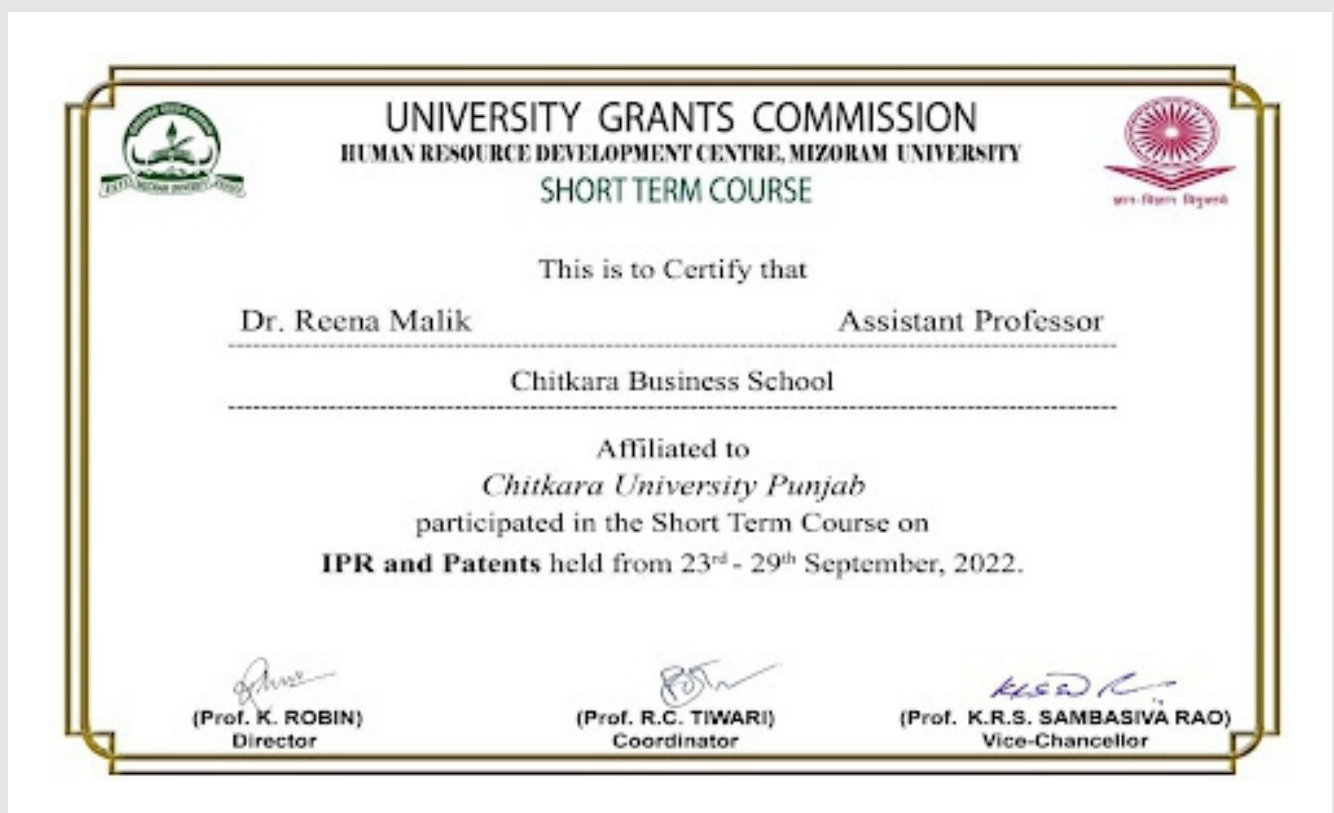 UNIVERSITY GRANTS COMMISSION
HUMAN RESOURCE DEVELOPMENT CENTRE, MIZORAM UNIVERSITY
SHORT TERM COURSE
ज्ञान-विज्ञान विमुक्तये
This is to Certify that
Dr. Reena Malik Assistant Professor
Chitkara Business School
Affiliated to
Chitkara University Punjab
participated in the Short Term Course on
IPR and Patents held from 23rd - 29th September, 2022.
(Prof. K. ROBIN) (Prof. R.C. TIWARI) (Prof. K.R.S. SAMBASIVA RAO)
Director Coordinator Vice-Chancellor